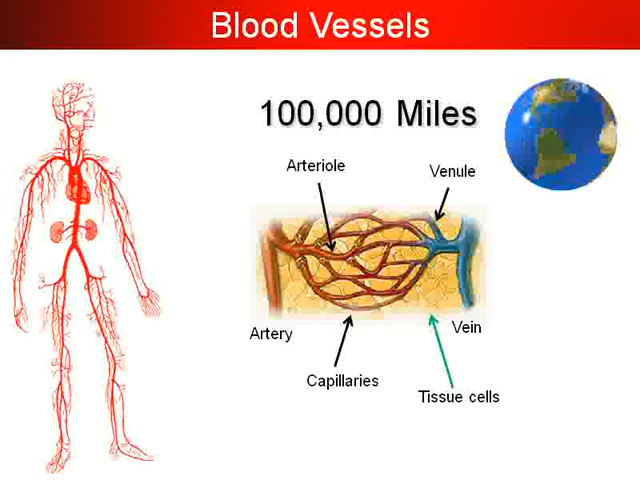 Blood Vessels
100,000 Miles
Arteriole
Venule
Artery
Vein
Capillaries
Tissue cells